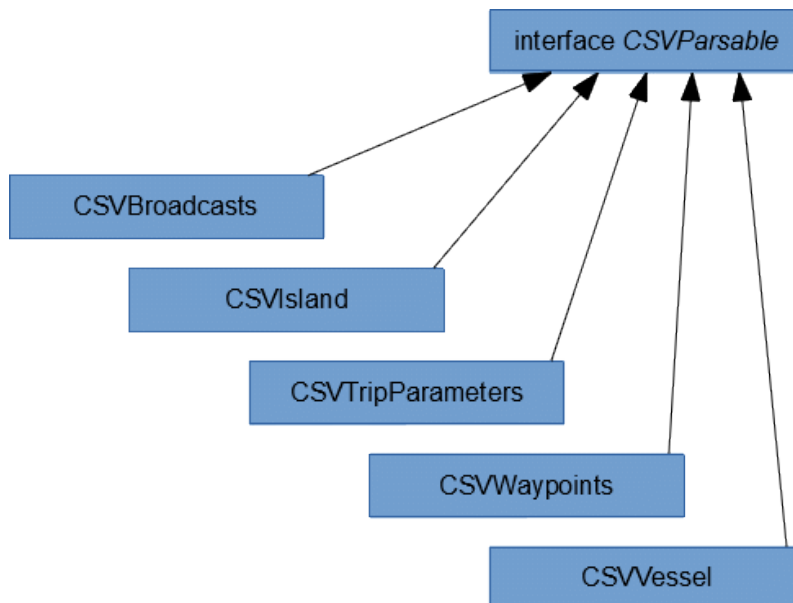 interface CSVParsable
CSVBroadcasts
CSVIsland
CSVTripParameters
CSVWaypoints
CSVVessel